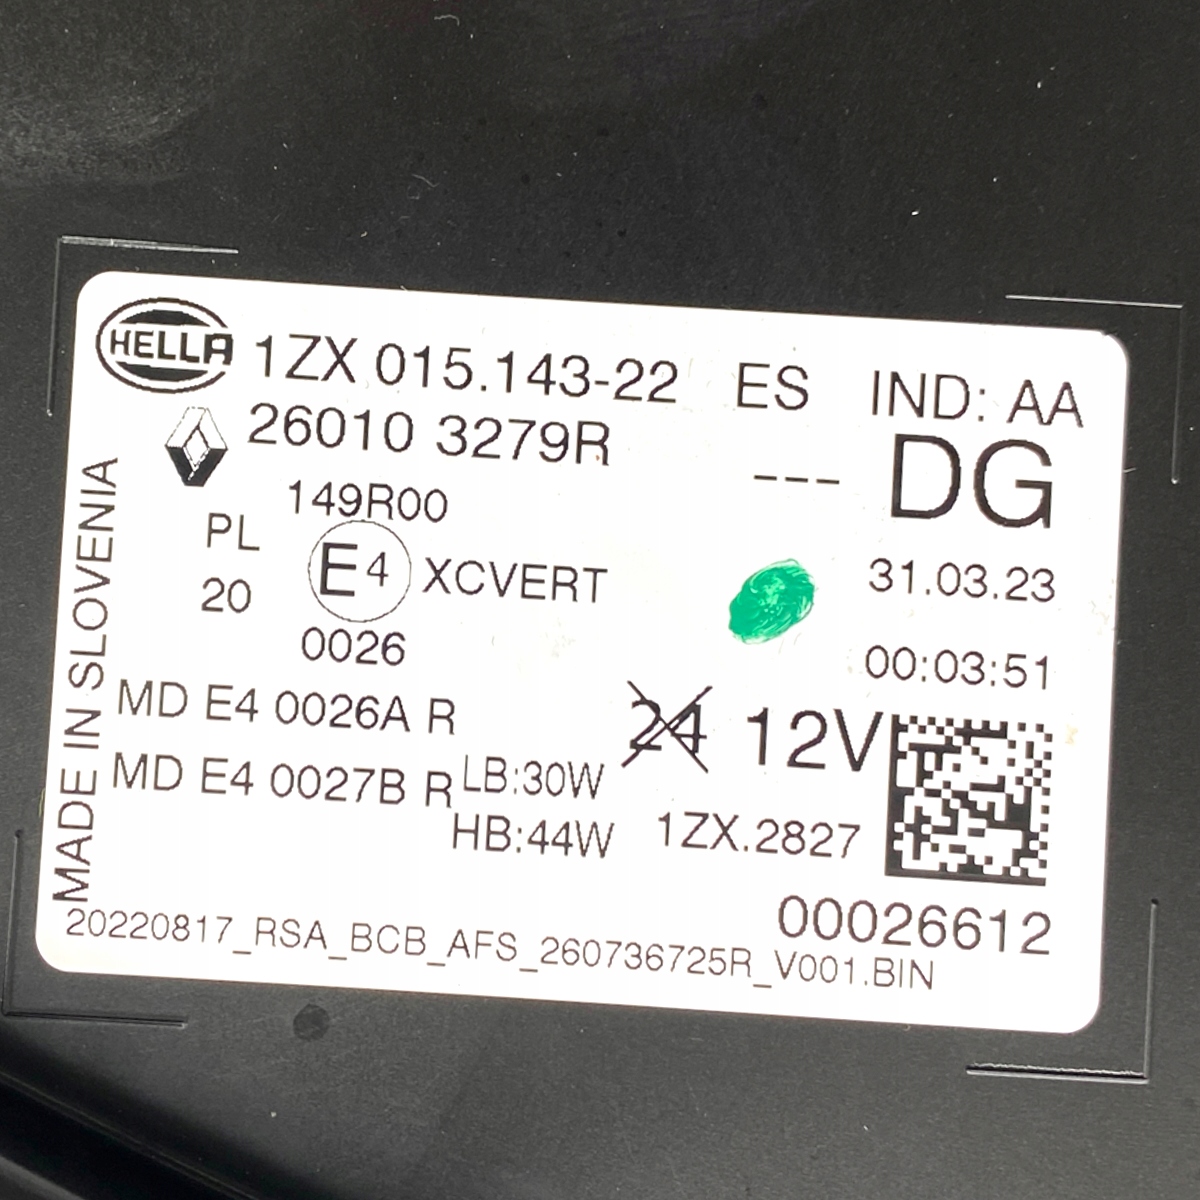 HELLA 1ZX 015.143-22 ES IND: AA
26010 3279R
--- DG
149R00
PL
20
E4 XCVERT
31.03.23
0026
00:03:51
MD E4 0026A R
24 12V
MD E4 0027B R LB:30W
HB:44W 1ZX.2827
00026612
20220817_RSA_BCB_AFS_260736725R_V001.BIN
MADE IN SLOVENIA